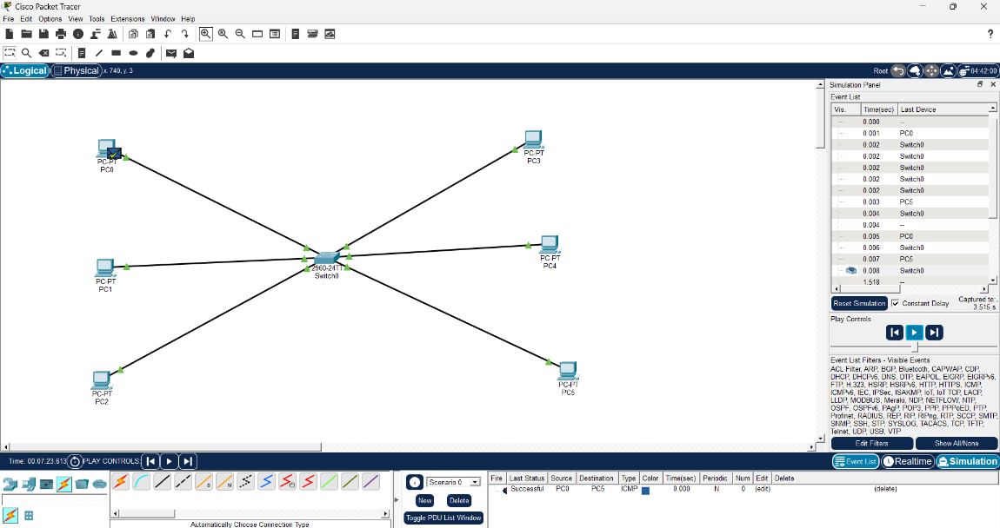 Cisco Packet Tracer
File Edit Options View Tools Extensions Window Help
?
Logical Physical x: 740, y: 3 Root 04:42:00
Simulation Panel
Event List
Vis. Time(sec) Last Device
0.000 --
0.001 PC0
0.002 Switch0
0.002 Switch0
0.002 Switch0
0.002 Switch0
0.002 Switch0
0.003 PC5
0.004 Switch0
0.004 --
0.005 PC0
0.006 Switch0
0.007 PC5
0.008 Switch0
1.518 --
Reset Simulation Constant Delay Captured to:
3.515 s
Play Controls
Event List Filters - Visible Events
ACL Filter, ARP, BGP, Bluetooth, CAPWAP, CDP,
DHCP, DHCPv6, DNS, DTP, EAPOL, EIGRP, EIGRPv6,
FTP, H.323, HSRP, HSRPv6, HTTP, HTTPS, ICMP,
ICMPv6, IEC, IPSec, ISAKMP, IoT, IoT TCP, LACP,
LLDP, MODBUS, Meraki, NDP, NETFLOW, NTP,
OSPF, OSPFv6, PAgP, POP3, PPP, PPPoED, PTP,
Profinet, RADIUS, REP, RIP, RIPng, RTP, SCCP, SMTP,
SNMP, SSH, STP, SYSLOG, TACACS, TCP, TFTP,
Telnet, UDP, USB, VTP
Edit Filters Show All/None
PC-PT
PC0
PC-PT
PC3
PC-PT
PC1
2960-24TT
Switch0
PC-PT
PC4
PC-PT
PC2
PC-PT
PC5
Time: 00:07:23.613 PLAY CONTROLS: Event List Realtime Simulation
Scenario 0
New Delete
Toggle PDU List Window
Fire Last Status Source Destination Type Color Time(sec) Periodic Num Edit Delete
Successful PC0 PC5 ICMP 0.000 N 0 (edit) (delete)
Automatically Choose Connection Type